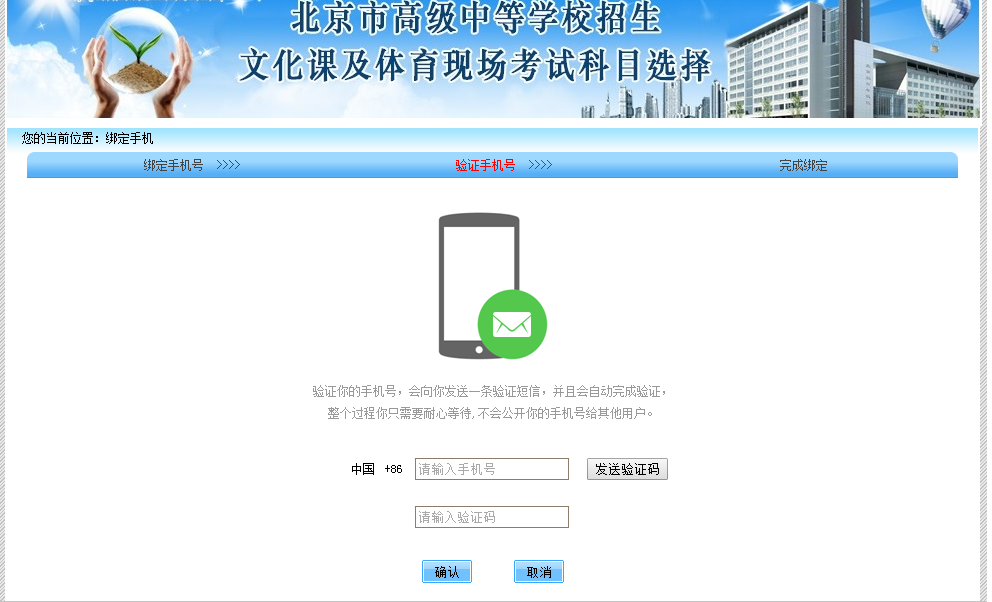 北京市高级中等学校招生
文化课及体育现场考试科目选择
您的当前位置：绑定手机
绑定手机号 >>>> 验证手机号 >>>> 完成绑定
验证你的手机号，会向你发送一条验证短信，并且会自动完成验证，
整个过程你只需要耐心等待,不会公开你的手机号给其他用户。
中国 +86 请输入手机号 发送验证码
请输入验证码
确认 取消